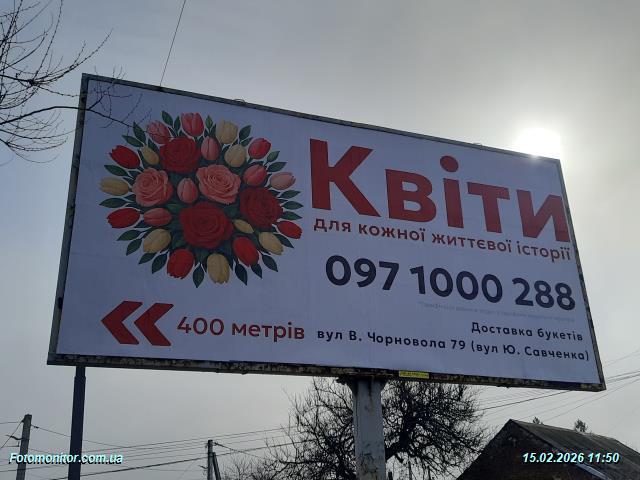 Квіти
для кожної життєвої історії
097 1000 288
Доставка букетів
400 метрів
вул В. Чорновола 79 (вул Ю. Савченка)
Fotomonitor.com.ua
15.02.2026 11:50